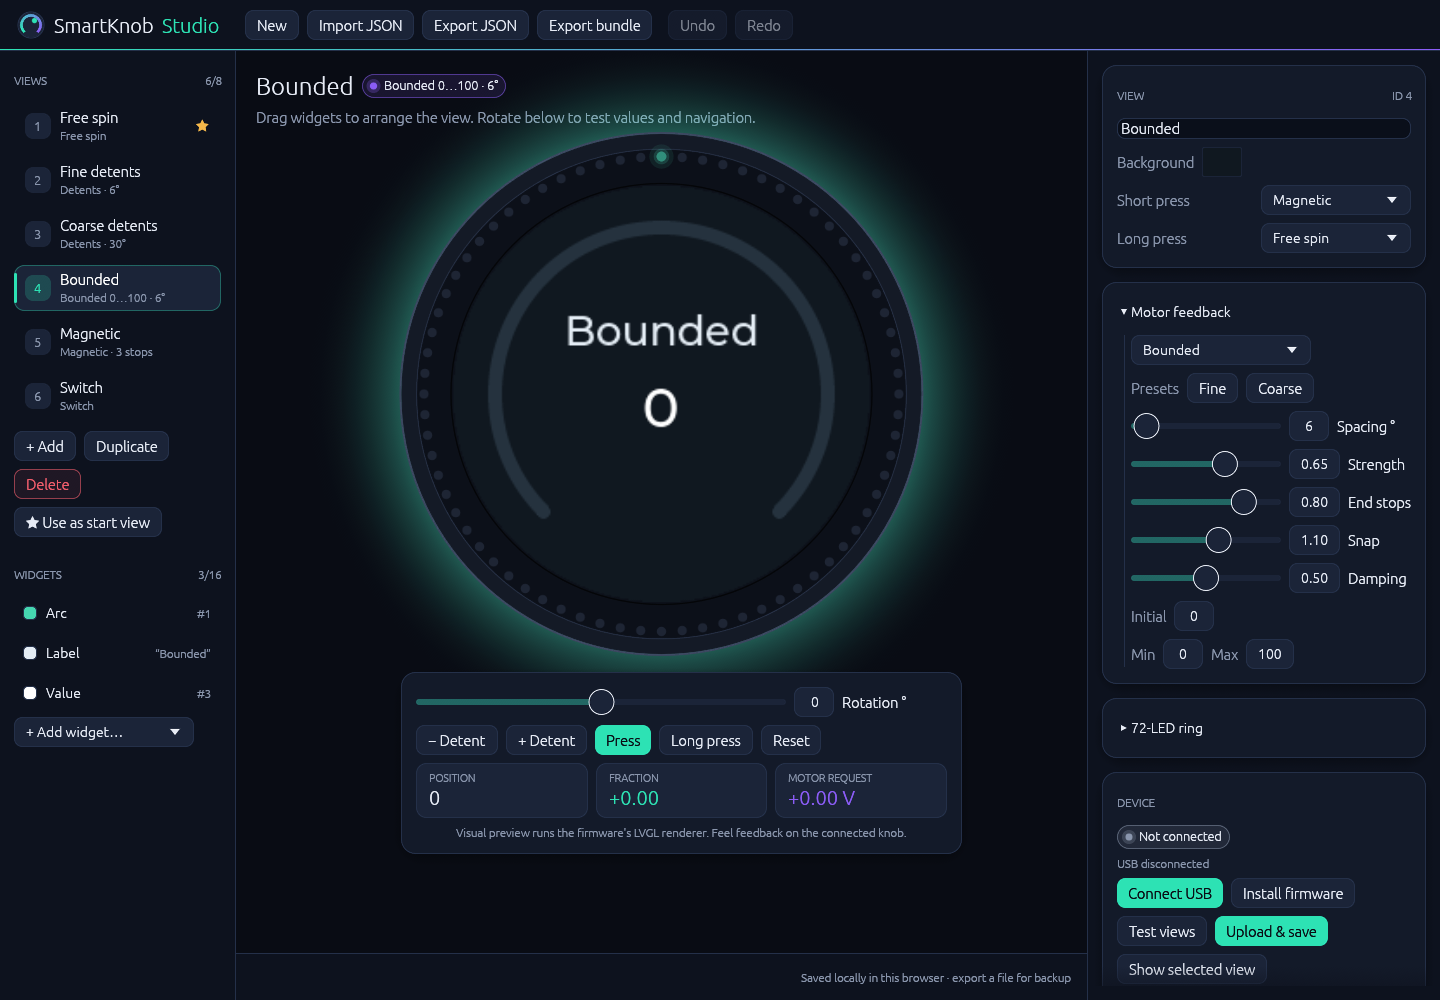 SmartKnob Studio
New
Import JSON
Export JSON
Export bundle
Undo
Redo
VIEWS
6/8
1
Free spin
Free spin
2
Fine detents
Detents · 6°
3
Coarse detents
Detents · 30°
4
Bounded
Bounded 0…100 · 6°
5
Magnetic
Magnetic · 3 stops
6
Switch
Switch
+ Add
Duplicate
Delete
★ Use as start view
WIDGETS
3/16
Arc
#1
Label
"Bounded"
Value
#3
+ Add widget…
Bounded
Bounded 0…100 · 6°
Drag widgets to arrange the view. Rotate below to test values and navigation.
Bounded
0
0
Rotation °
− Detent
+ Detent
Press
Long press
Reset
POSITION
0
FRACTION
+0.00
MOTOR REQUEST
+0.00 V
Visual preview runs the firmware's LVGL renderer. Feel feedback on the connected knob.
Saved locally in this browser · export a file for backup
VIEW
ID 4
Bounded
Background
Short press
Magnetic
Long press
Free spin
Motor feedback
Bounded
Presets
Fine
Coarse
6
Spacing °
0.65
Strength
0.80
End stops
1.10
Snap
0.50
Damping
Initial
0
Min
0
Max
100
72-LED ring
DEVICE
Not connected
USB disconnected
Connect USB
Install firmware
Test views
Upload & save
Show selected view